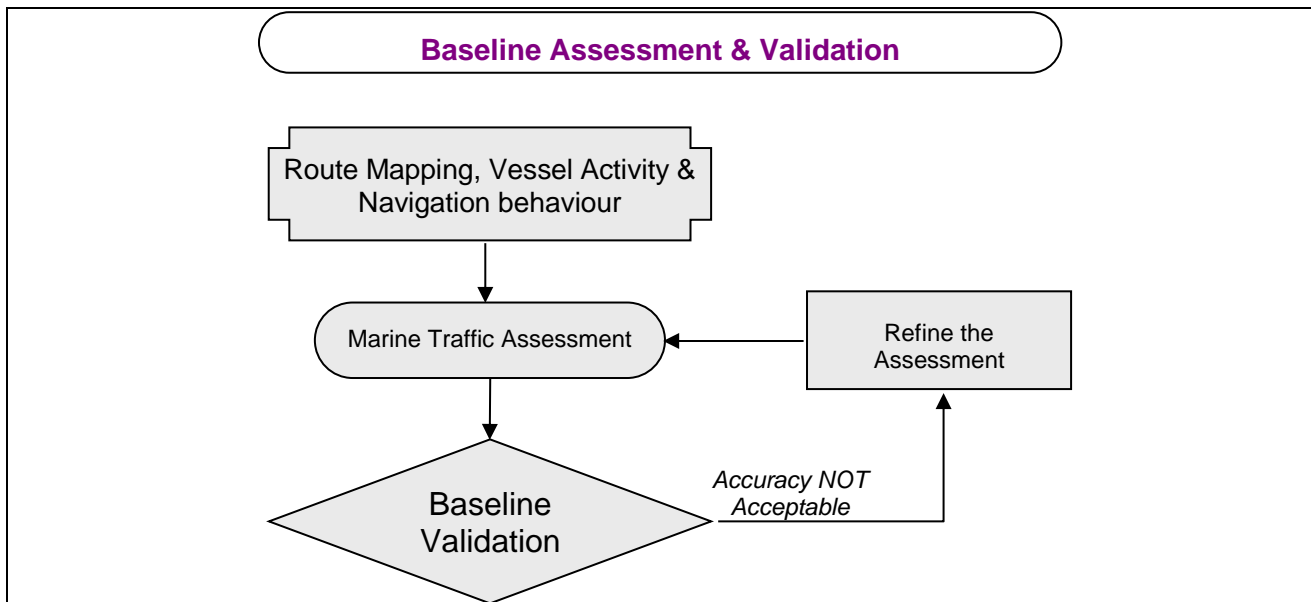 Baseline Assessment & Validation
Route Mapping, Vessel Activity &
Navigation behaviour
Marine Traffic Assessment
Refine the
Assessment
Accuracy NOT
Acceptable
Baseline
Validation